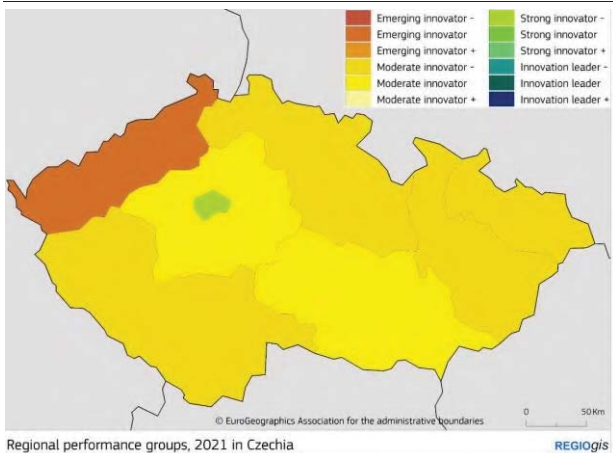 Emerging innovator -
Emerging innovator
Emerging innovator +
Moderate innovator -
Moderate innovator
Moderate innovator +
Strong innovator -
Strong innovator
Strong innovator +
Innovation leader -
Innovation leader
Innovation leader +
© EuroGeographics Association for the administrative boundaries
0 50 Km
Regional performance groups, 2021 in Czechia
REGIOgis